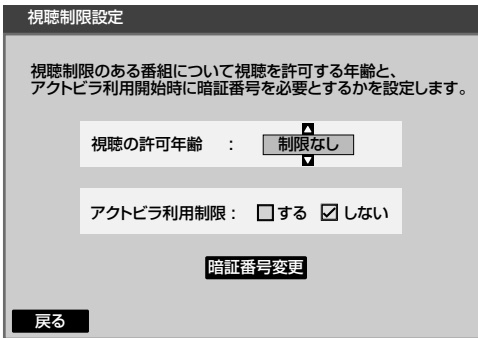 視聴制限設定
視聴制限のある番組について視聴を許可する年齢と、
アクトビラ利用開始時に暗証番号を必要とするかを設定します。
視聴の許可年齢 : 制限なし
アクトビラ利用制限 : する しない
暗証番号変更
戻る